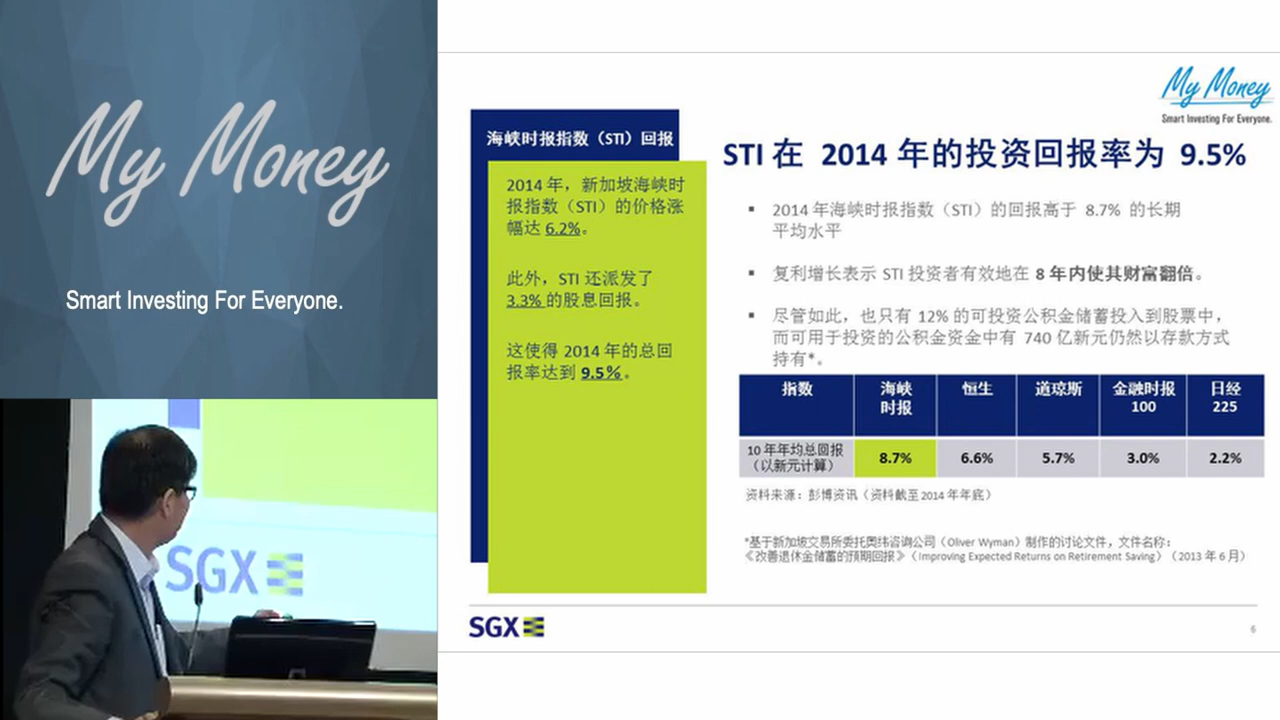 My Money
Smart Investing For Everyone.
SGX
My Money
Smart Investing For Everyone.
海峡时报指数（STI）回报
2014 年，新加坡海峡时
报指数（STI）的价格涨
幅达 6.2%。
此外，STI 还派发了
3.3% 的股息回报。
这使得 2014 年的总回
报率达到 9.5%。
STI 在 2014 年的投资回报率为 9.5%
▪ 2014 年海峡时报指数（STI）的回报高于 8.7% 的长期
平均水平
▪ 复利增长表示 STI 投资者有效地在 8 年内使其财富翻倍。
▪ 尽管如此，也只有 12% 的可投资公积金储蓄投入到股票中，
而可用于投资的公积金资金中有 740 亿新元仍然以存款方式
持有*。
指数 海峡 恒生 道琼斯 金融时报 日经
时报 100 225
10 年年均总回报
（以新元计算） 8.7% 6.6% 5.7% 3.0% 2.2%
资料来源：彭博资讯（资料截至 2014 年年底）
*基于新加坡交易所委托奥纬咨询公司（Oliver Wyman）制作的讨论文件，文件名称：
《改善退休金储蓄的预期回报》（Improving Expected Returns on Retirement Saving）（2013 年 6 月）
SGX
6